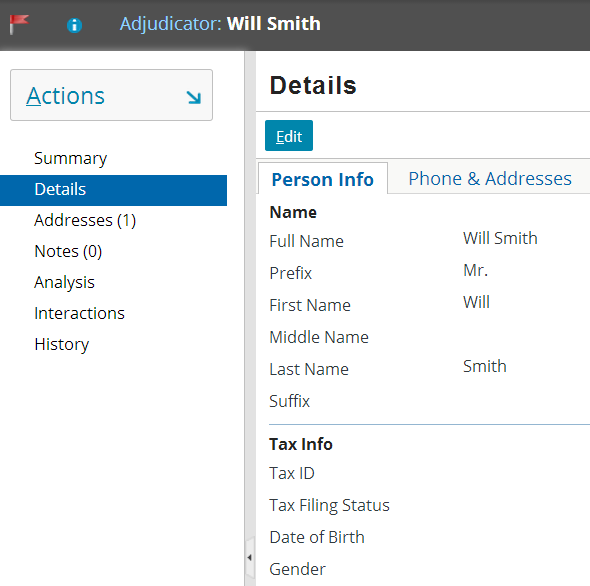 Adjudicator: Will Smith
Actions
Summary
Details
Addresses (1)
Notes (0)
Analysis
Interactions
History
Details
Edit
Person Info Phone & Addresses
Name
Full Name Will Smith
Prefix Mr.
First Name Will
Middle Name
Last Name Smith
Suffix
Tax Info
Tax ID
Tax Filing Status
Date of Birth
Gender